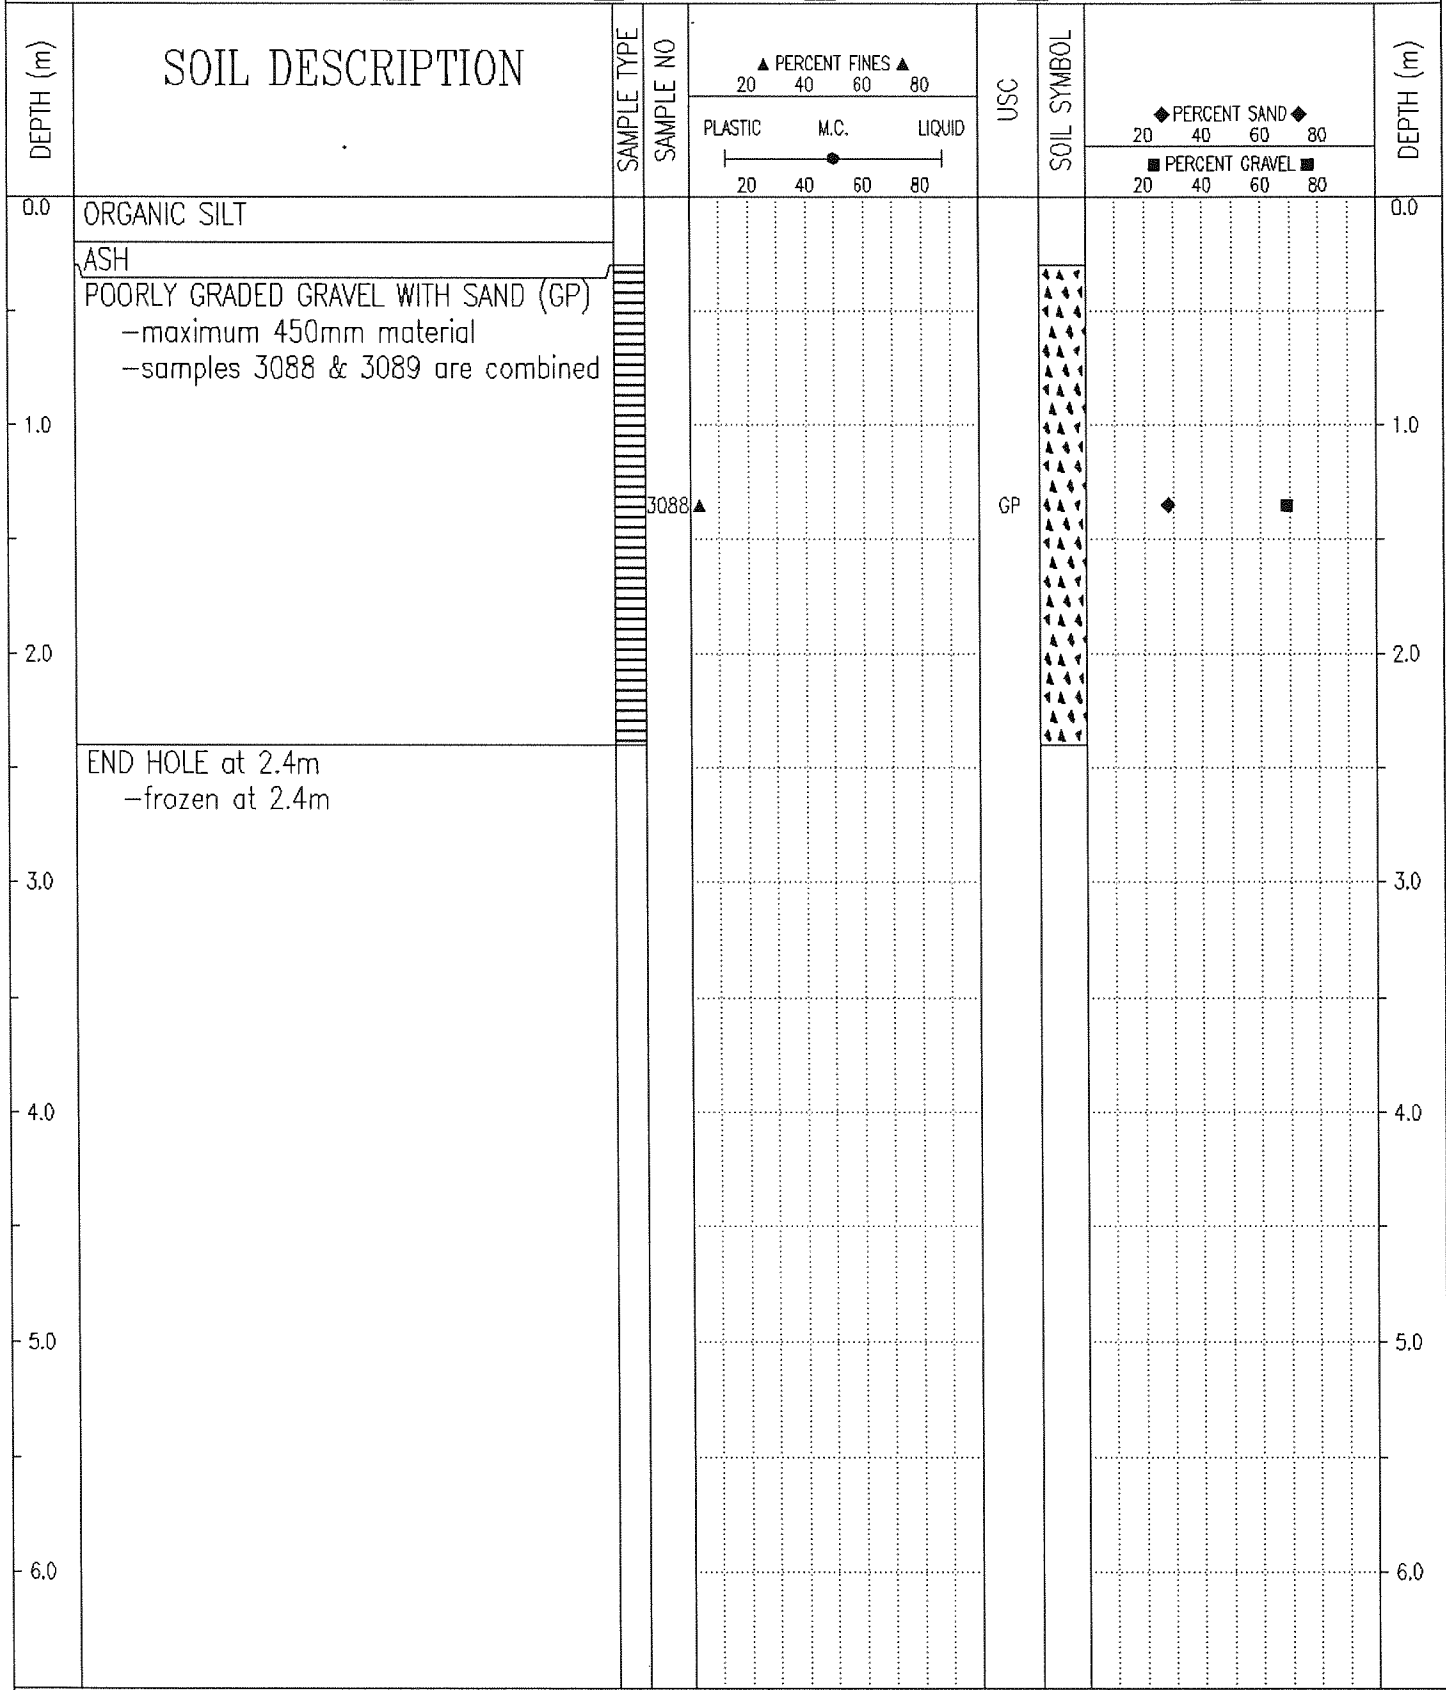 DEPTH (m)
SOIL DESCRIPTION
SAMPLE TYPE
SAMPLE NO
▲ PERCENT FINES ▲
20 40 60 80
PLASTIC M.C. LIQUID
20 40 60 80
USC
SOIL SYMBOL
◆ PERCENT SAND ◆
20 40 60 80
■ PERCENT GRAVEL ■
20 40 60 80
DEPTH (m)
0.0
ORGANIC SILT
0.0
ASH
POORLY GRADED GRAVEL WITH SAND (GP)
-maximum 450mm material
-samples 3088 & 3089 are combined
1.0
1.0
3088
GP
2.0
2.0
END HOLE at 2.4m
-frozen at 2.4m
3.0
3.0
4.0
4.0
5.0
5.0
6.0
6.0